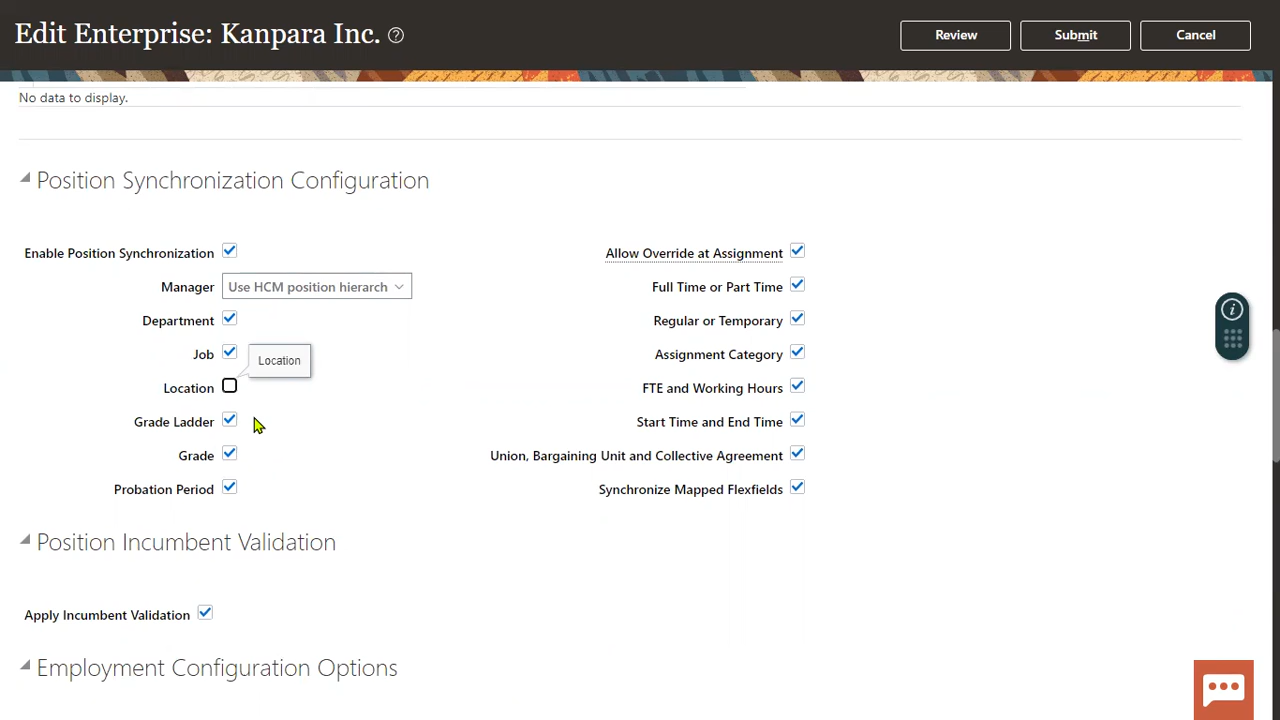 Edit Enterprise: Kanpara Inc. ?
Review
Submit
Cancel
No data to display.
Position Synchronization Configuration
Enable Position Synchronization
Allow Override at Assignment
Manager Use HCM position hierarch
Full Time or Part Time
Department
Regular or Temporary
Job
Assignment Category
Location
Location
FTE and Working Hours
Grade Ladder
Start Time and End Time
Grade
Union, Bargaining Unit and Collective Agreement
Probation Period
Synchronize Mapped Flexfields
Position Incumbent Validation
Apply Incumbent Validation
Employment Configuration Options